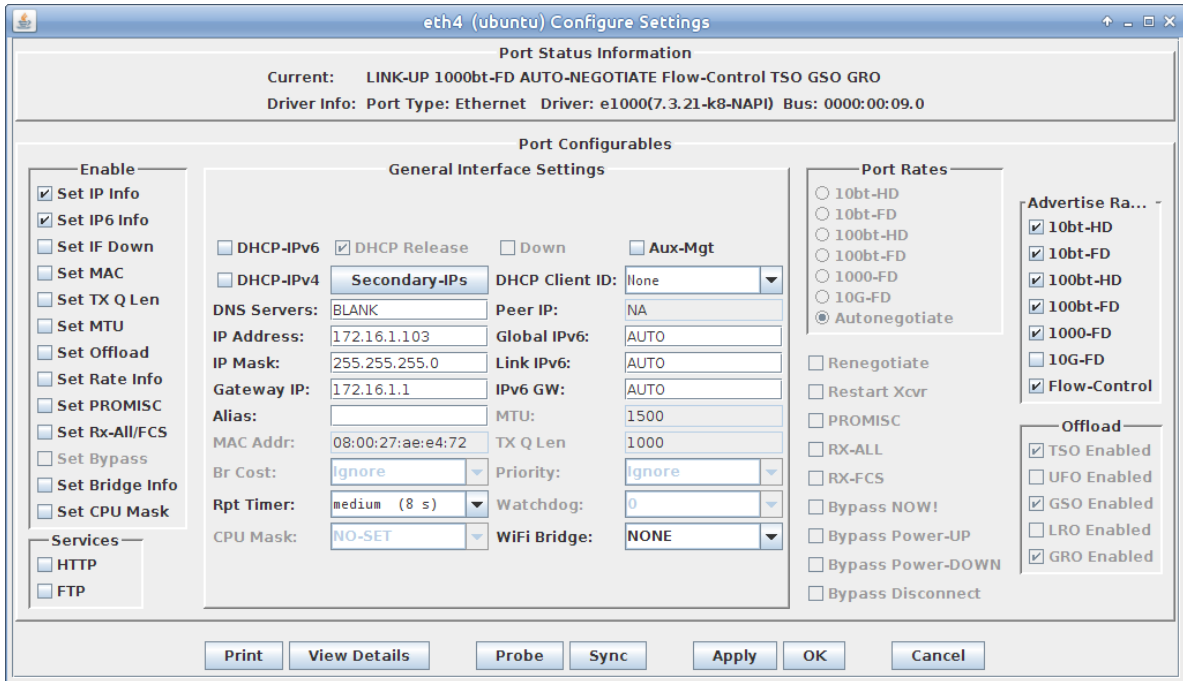 eth4 (ubuntu) Configure Settings
Port Status Information
Current: LINK-UP 1000bt-FD AUTO-NEGOTIATE Flow-Control TSO GSO GRO
Driver Info: Port Type: Ethernet Driver: e1000(7.3.21-k8-NAPI) Bus: 0000:00:09.0
Port Configurables
Enable
Set IP Info
Set IP6 Info
Set IF Down
Set MAC
Set TX Q Len
Set MTU
Set Offload
Set Rate Info
Set PROMISC
Set Rx-All/FCS
Set Bypass
Set Bridge Info
Set CPU Mask
Services
HTTP
FTP
General Interface Settings
DHCP-IPv6 DHCP Release Down Aux-Mgt
DHCP-IPv4 Secondary-IPs DHCP Client ID: None
DNS Servers: BLANK Peer IP: NA
IP Address: 172.16.1.103 Global IPv6: AUTO
IP Mask: 255.255.255.0 Link IPv6: AUTO
Gateway IP: 172.16.1.1 IPv6 GW: AUTO
Alias: MTU: 1500
MAC Addr: 08:00:27:ae:e4:72 TX Q Len 1000
Br Cost: Ignore Priority: Ignore
Rpt Timer: medium (8 s) Watchdog: 0
CPU Mask: NO-SET WiFi Bridge: NONE
Port Rates
10bt-HD
10bt-FD
100bt-HD
100bt-FD
1000-FD
10G-FD
Autonegotiate
Renegotiate
Restart Xcvr
PROMISC
RX-ALL
RX-FCS
Bypass NOW!
Bypass Power-UP
Bypass Power-DOWN
Bypass Disconnect
Advertise Ra...
10bt-HD
10bt-FD
100bt-HD
100bt-FD
1000-FD
10G-FD
Flow-Control
Offload
TSO Enabled
UFO Enabled
GSO Enabled
LRO Enabled
GRO Enabled
Print View Details Probe Sync Apply OK Cancel